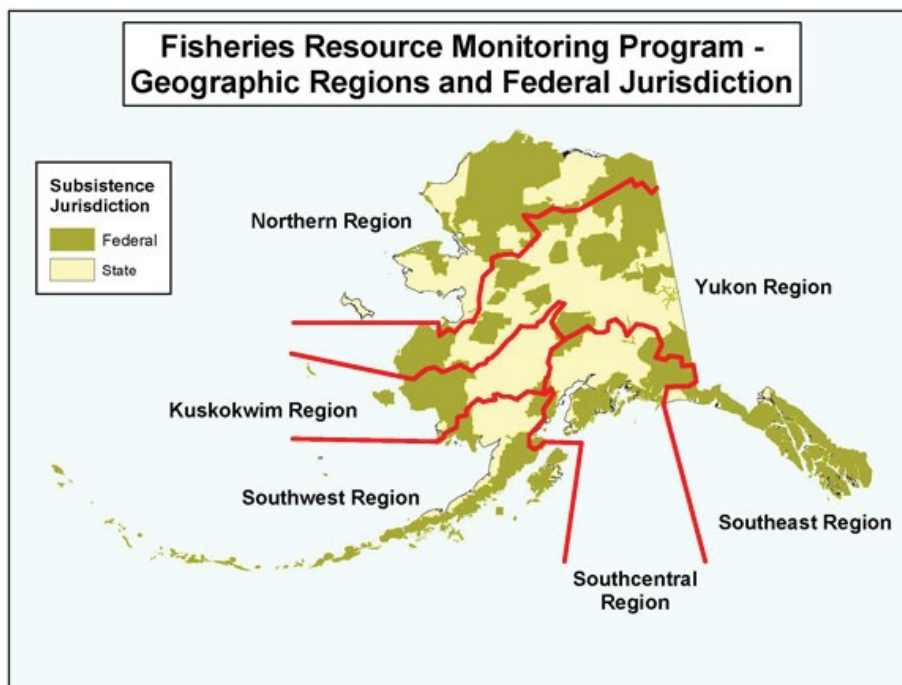 Fisheries Resource Monitoring Program -
Geographic Regions and Federal Jurisdiction
Subsistence
Jurisdiction
Federal
State
Northern Region
Yukon Region
Kuskokwim Region
Southwest Region
Southeast Region
Southcentral
Region